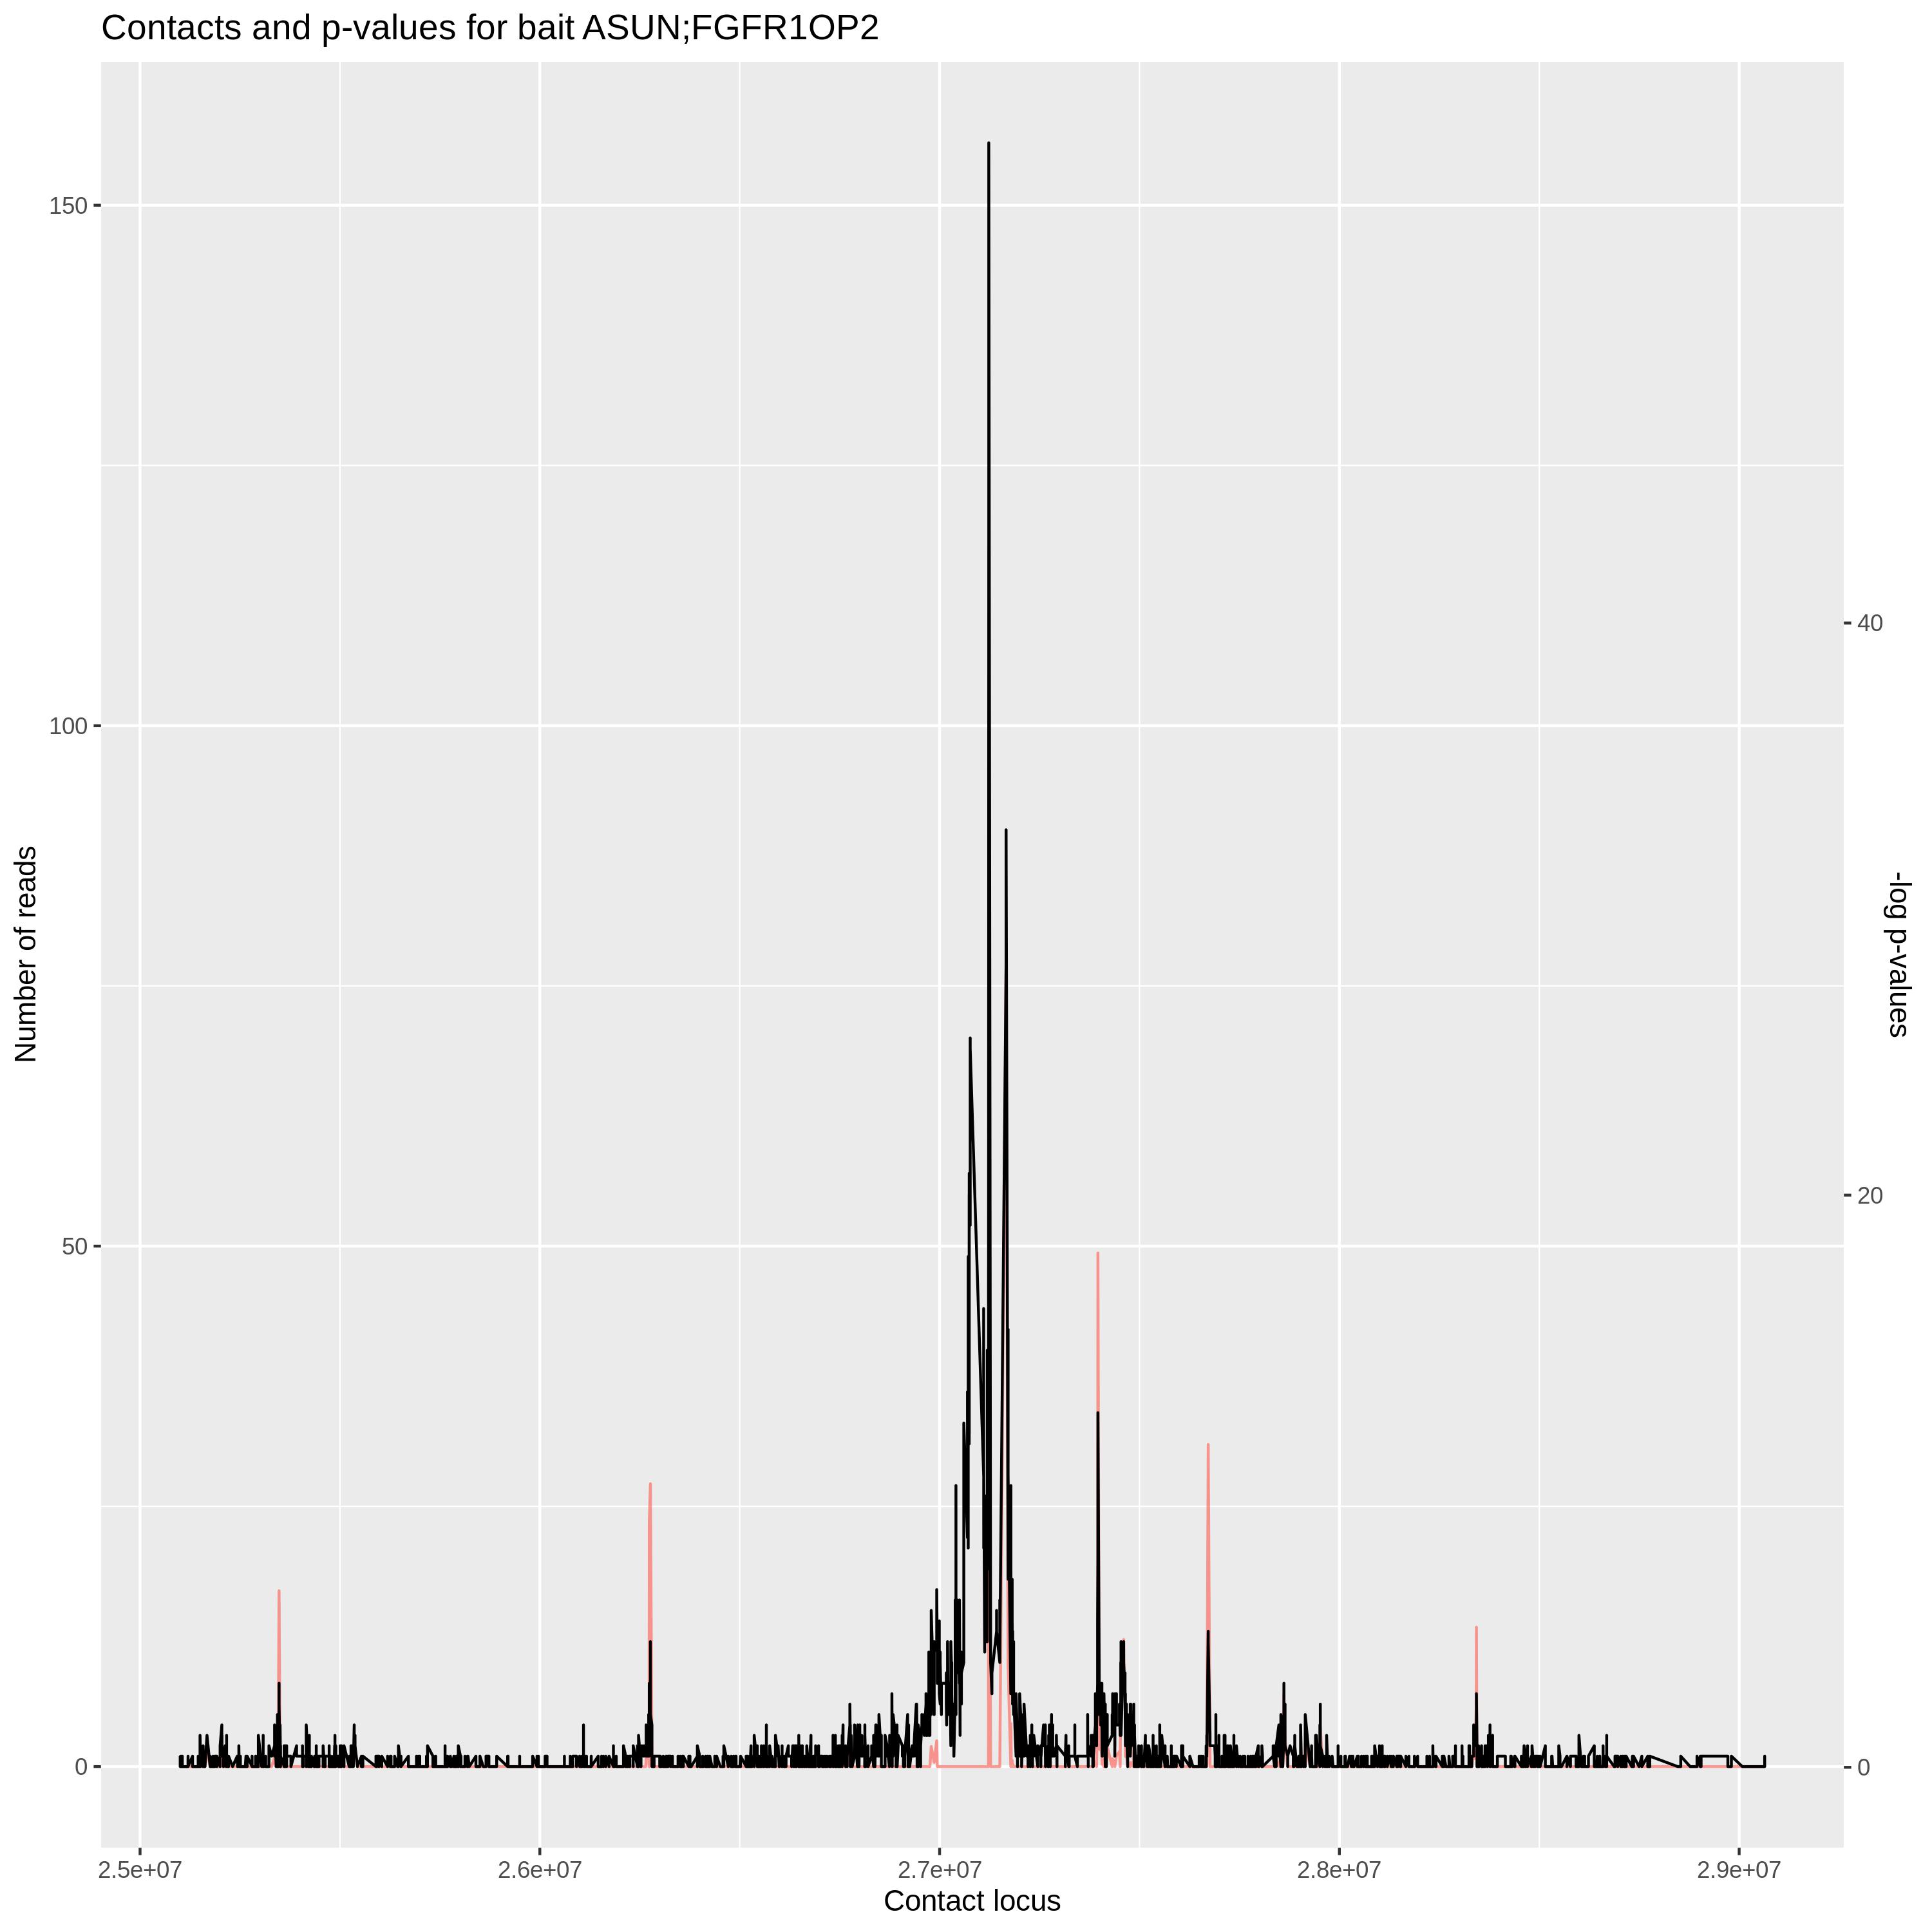 Contacts and p-values for bait ASUN;FGFR1OP2
150
100
50
0
Number of reads
40
20
0
-log p-values
2.5e+07
2.6e+07
2.7e+07
2.8e+07
2.9e+07
Contact locus